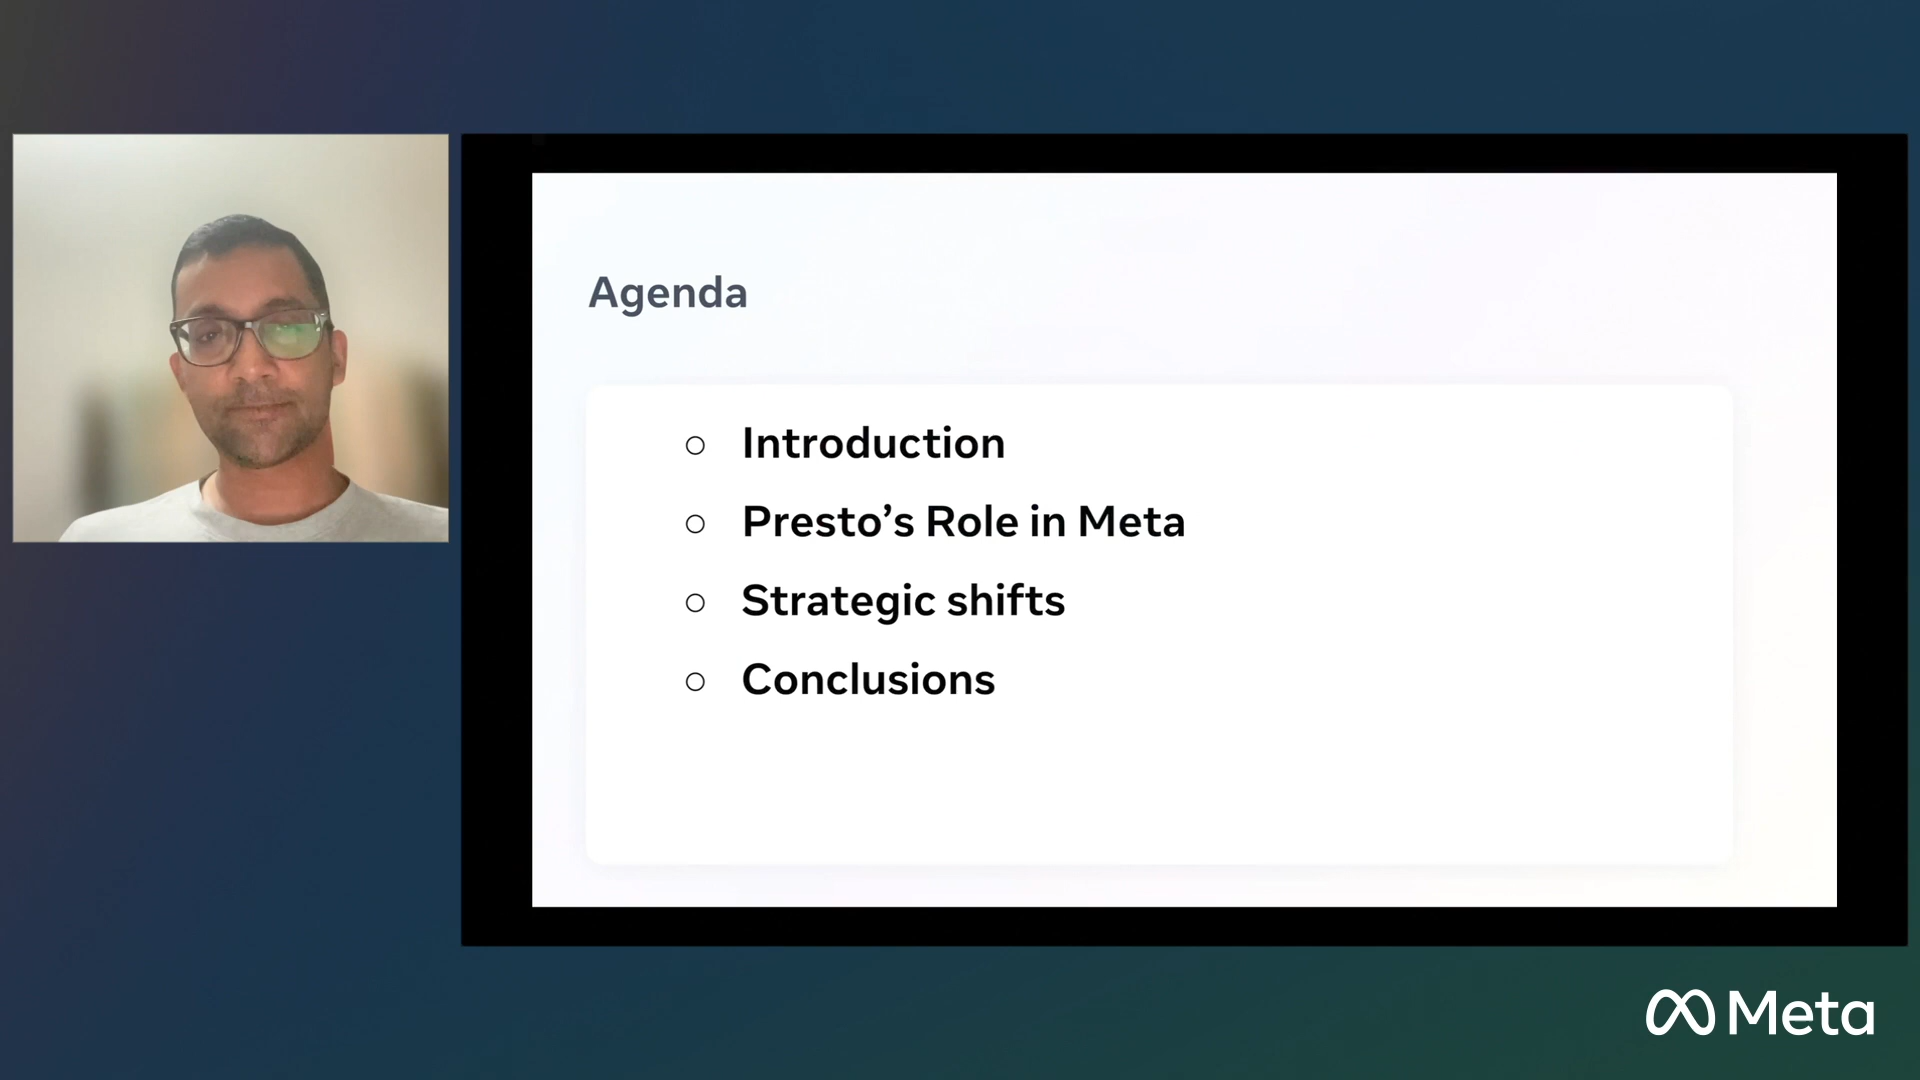 Agenda
Introduction
Presto’s Role in Meta
Strategic shifts
Conclusions
Meta